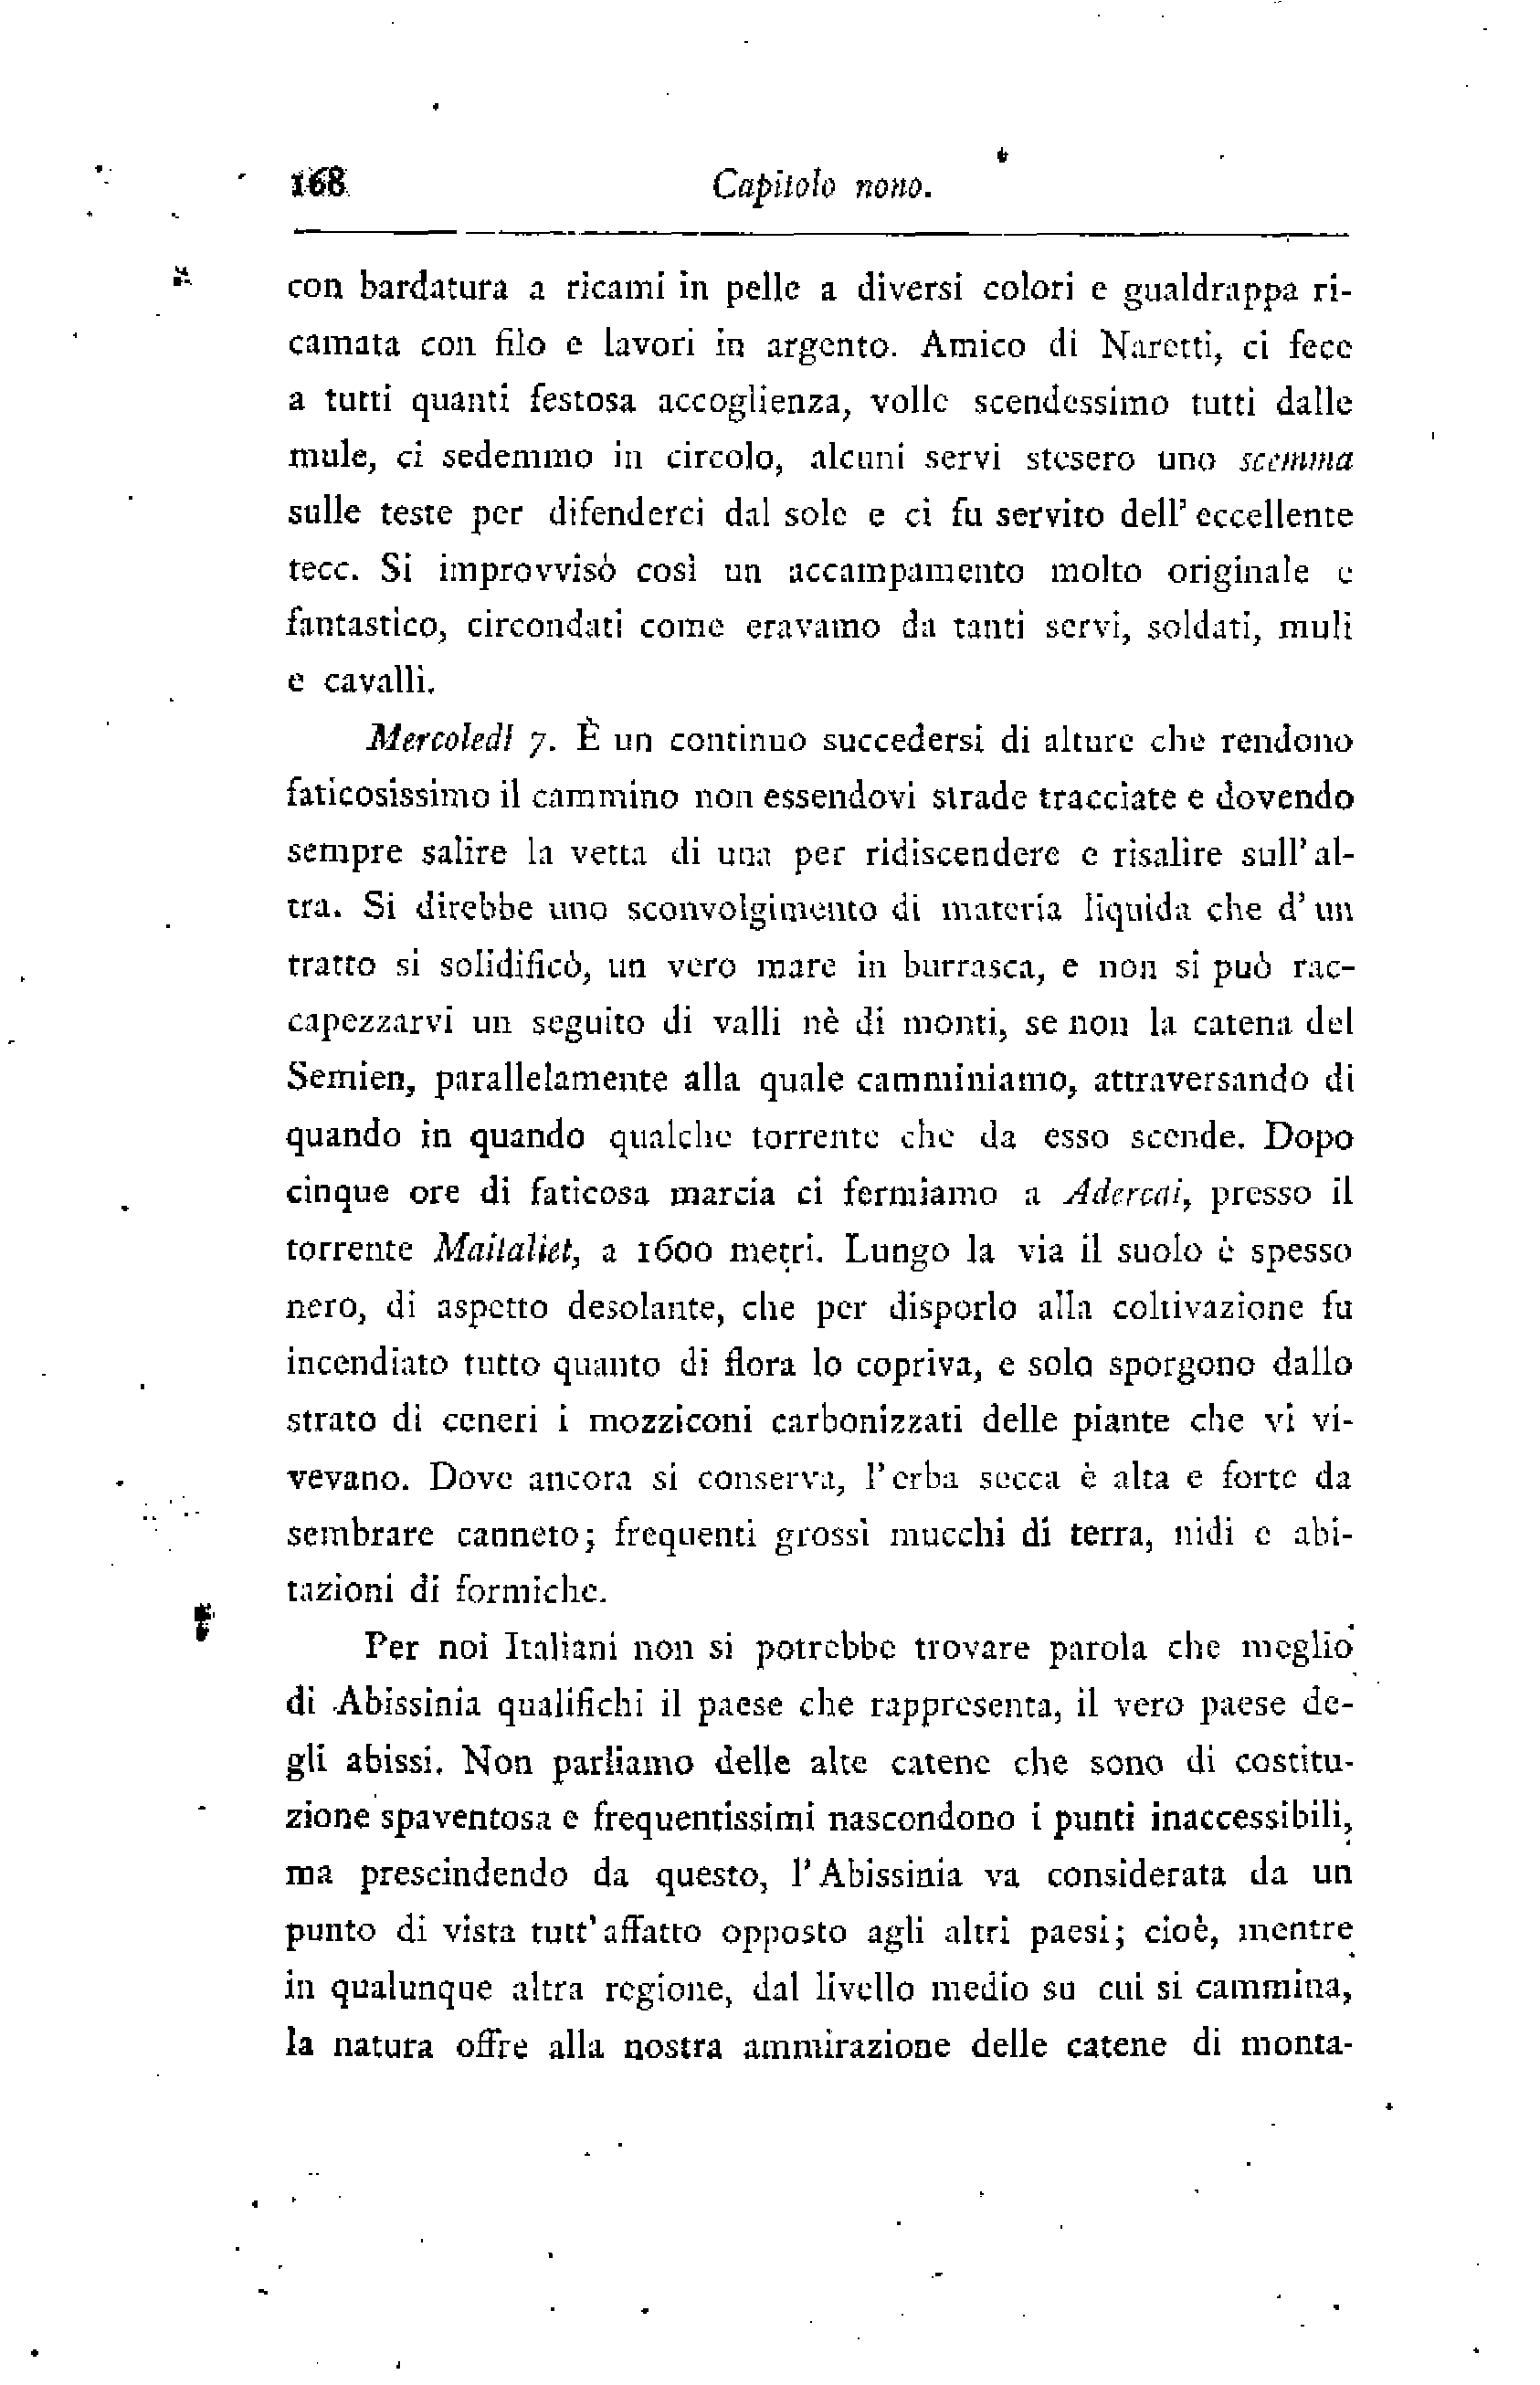 168
Capitolo nono.
con bardatura a ricami in pelle a diversi colori e gualdrappa ri-
camata con filo e lavori in argento. Amico di Naretti, ci fece
a tutti quanti festosa accoglienza, volle scendessimo tutti dalle
mule, ci sedemmo in circolo, alcuni servi stesero uno scemma
sulle teste per difenderci dal sole e ci fu servito dell' eccellente
tecc. Si improvvisò così un accampamento molto originale e
fantastico, circondati come eravamo da tanti servi, soldati, muli
e cavalli.
Mercoledì 7. È un continuo succedersi di alture che rendono
faticosissimo il cammino non essendovi strade tracciate e dovendo
sempre salire la vetta di una per ridiscendere e risalire sull' al-
tra. Si direbbe uno sconvolgimento di materia liquida che d' un
tratto si solidificò, un vero mare in burrasca, e non si può rac-
capezzarvi un seguito di valli nè di monti, se non la catena del
Semien, parallelamente alla quale camminiamo, attraversando di
quando in quando qualche torrente che da esso scende. Dopo
cinque ore di faticosa marcia ci fermiamo a Adercai, presso il
torrente Maitaliet, a 1600 metri. Lungo la via il suolo è spesso
nero, di aspetto desolante, che per disporlo alla coltivazione fu
incendiato tutto quanto di flora lo copriva, e solo sporgono dallo
strato di ceneri i mozziconi carbonizzati delle piante che vi vi-
vevano. Dove ancora si conserva, l' erba secca è alta e forte da
sembrare canneto; frequenti grossi mucchi di terra, nidi e abi-
tazioni di formiche.
Per noi Italiani non si potrebbe trovare parola che meglio
di Abissinia qualifichi il paese che rappresenta, il vero paese de-
gli abissi. Non parliamo delle alte catene che sono di costitu-
zione spaventosa e frequentissimi nascondono i punti inaccessibili,
ma prescindendo da questo, l' Abissinia va considerata da un
punto di vista tutt' affatto opposto agli altri paesi; cioè, mentre
in qualunque altra regione, dal livello medio su cui si cammina,
la natura offre alla nostra ammirazione delle catene di monta-